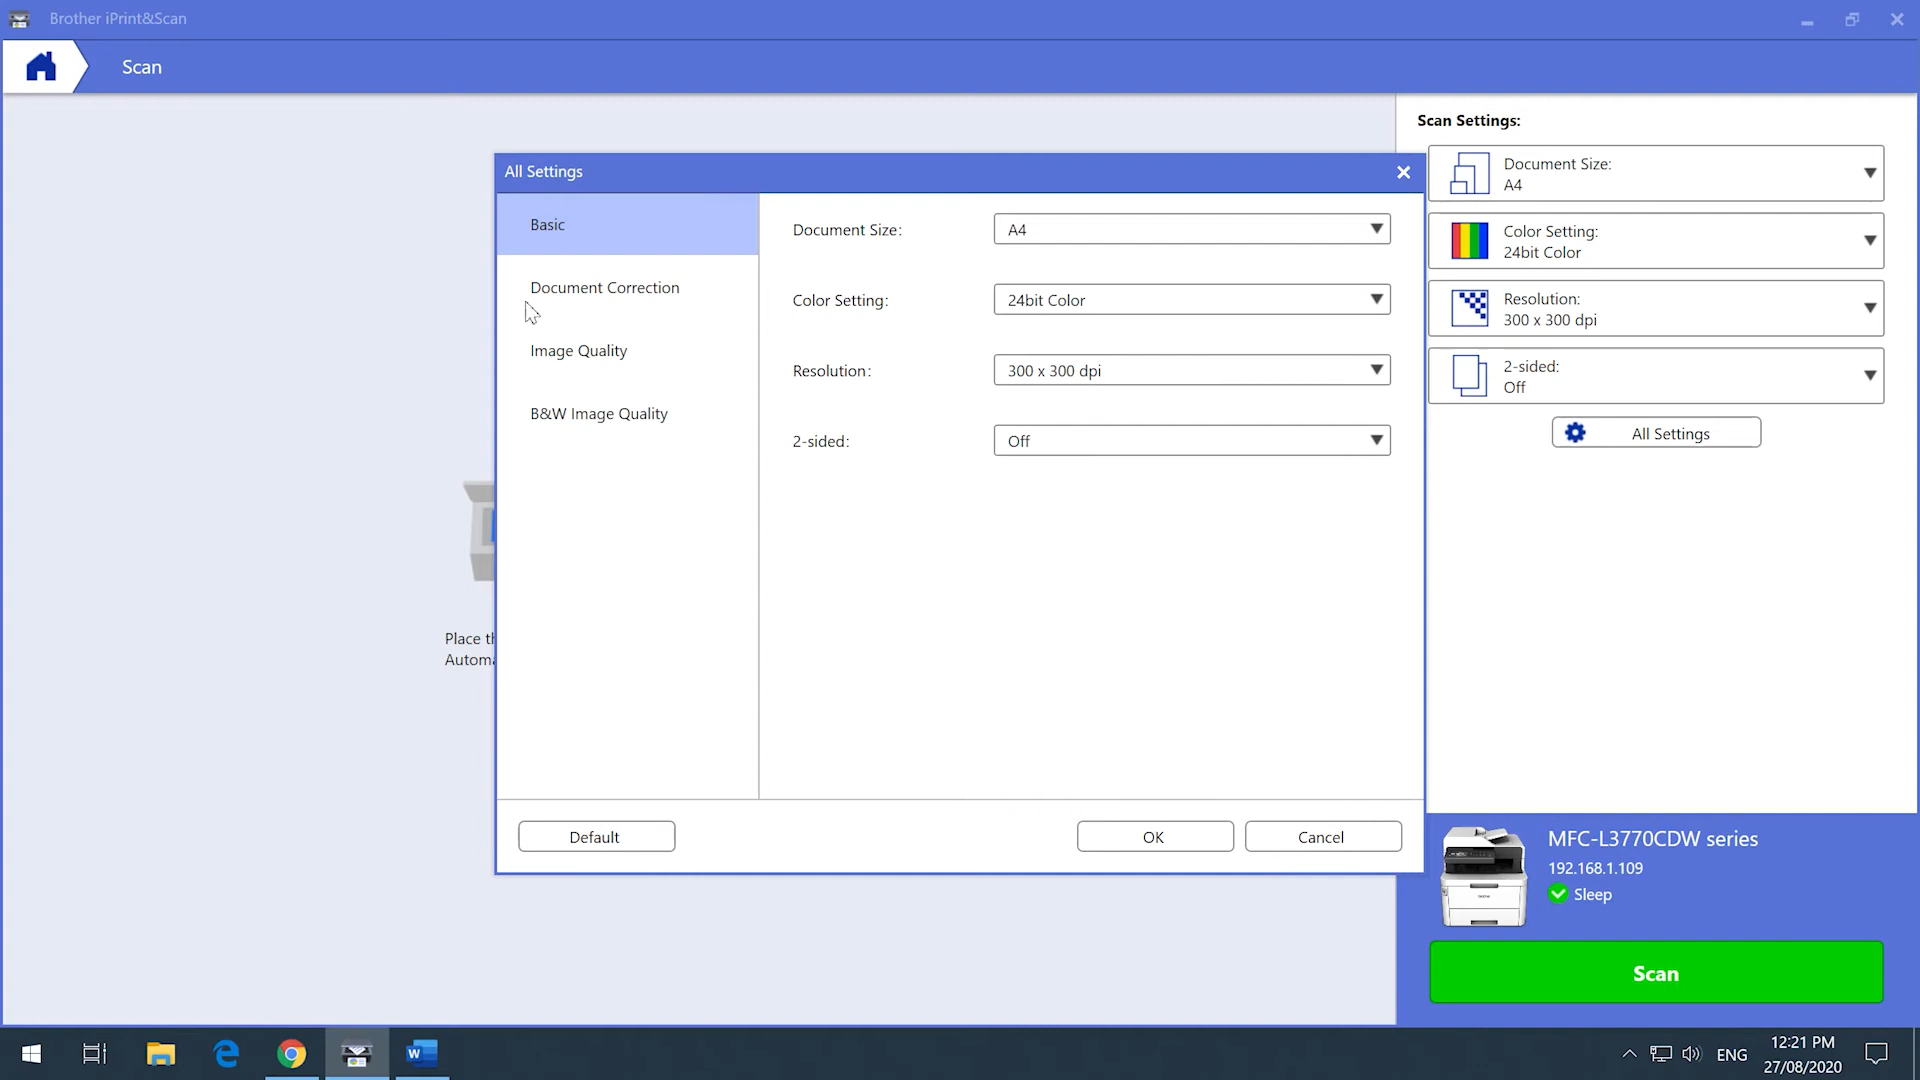 Brother iPrint&Scan
Scan
Scan Settings:
Document Size:
A4
Color Setting:
24bit Color
Resolution:
300 x 300 dpi
2-sided:
Off
All Settings
All Settings
Basic
Document Correction
Image Quality
B&W Image Quality
Document Size:
A4
Color Setting:
24bit Color
Resolution:
300 x 300 dpi
2-sided:
Off
Default
OK
Cancel
Place th
Automa
MFC-L3770CDW series
192.168.1.109
Sleep
Scan
ENG
12:21 PM
27/08/2020